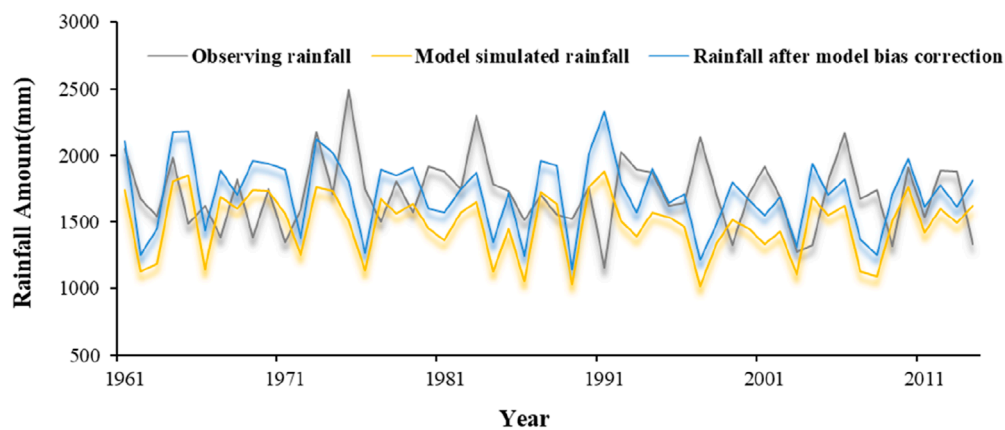 3000
Observing rainfall Model simulated rainfall Rainfall after model bias correction
2500
2000
1500
1000
500
Rainfall Amount(mm)
1961 1971 1981 1991 2001 2011
Year